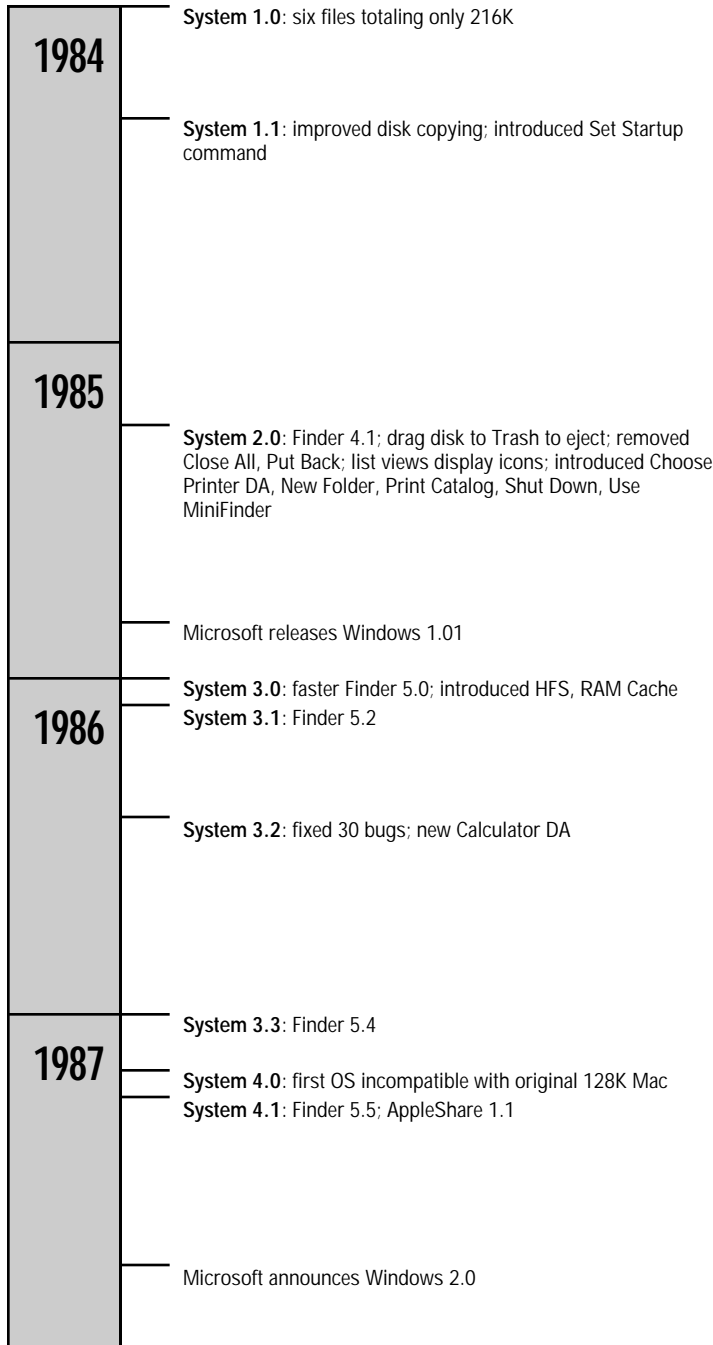 System 1.0: six files totaling only 216K
1984
System 1.1: improved disk copying; introduced Set Startup
command
1985
System 2.0: Finder 4.1; drag disk to Trash to eject; removed
Close All, Put Back; list views display icons; introduced Choose
Printer DA, New Folder, Print Catalog, Shut Down, Use
MiniFinder
Microsoft releases Windows 1.01
System 3.0: faster Finder 5.0; introduced HFS, RAM Cache
1986
System 3.1: Finder 5.2
System 3.2: fixed 30 bugs; new Calculator DA
System 3.3: Finder 5.4
1987
System 4.0: first OS incompatible with original 128K Mac
System 4.1: Finder 5.5; AppleShare 1.1
Microsoft announces Windows 2.0